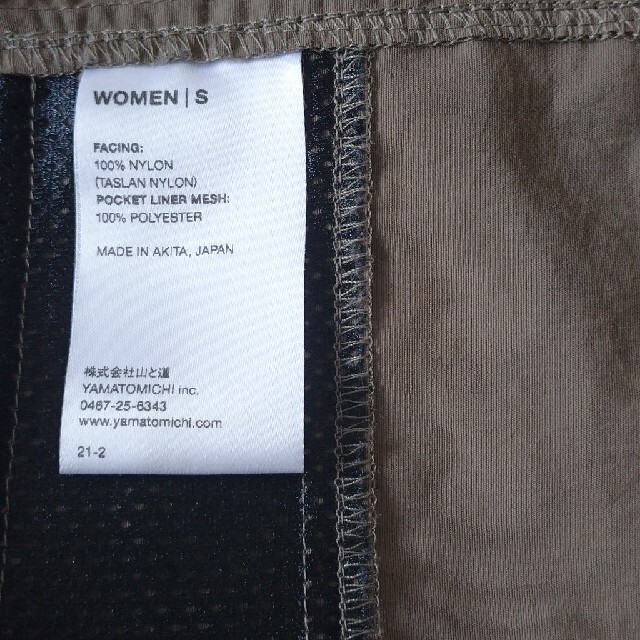 WOMEN | S
FACING:
100% NYLON
(TASLAN NYLON)
POCKET LINER MESH:
100% POLYESTER
MADE IN AKITA, JAPAN
株式会社山と道
YAMATOMICHI inc.
0467-25-6343
www.yamatomichi.com
21-2